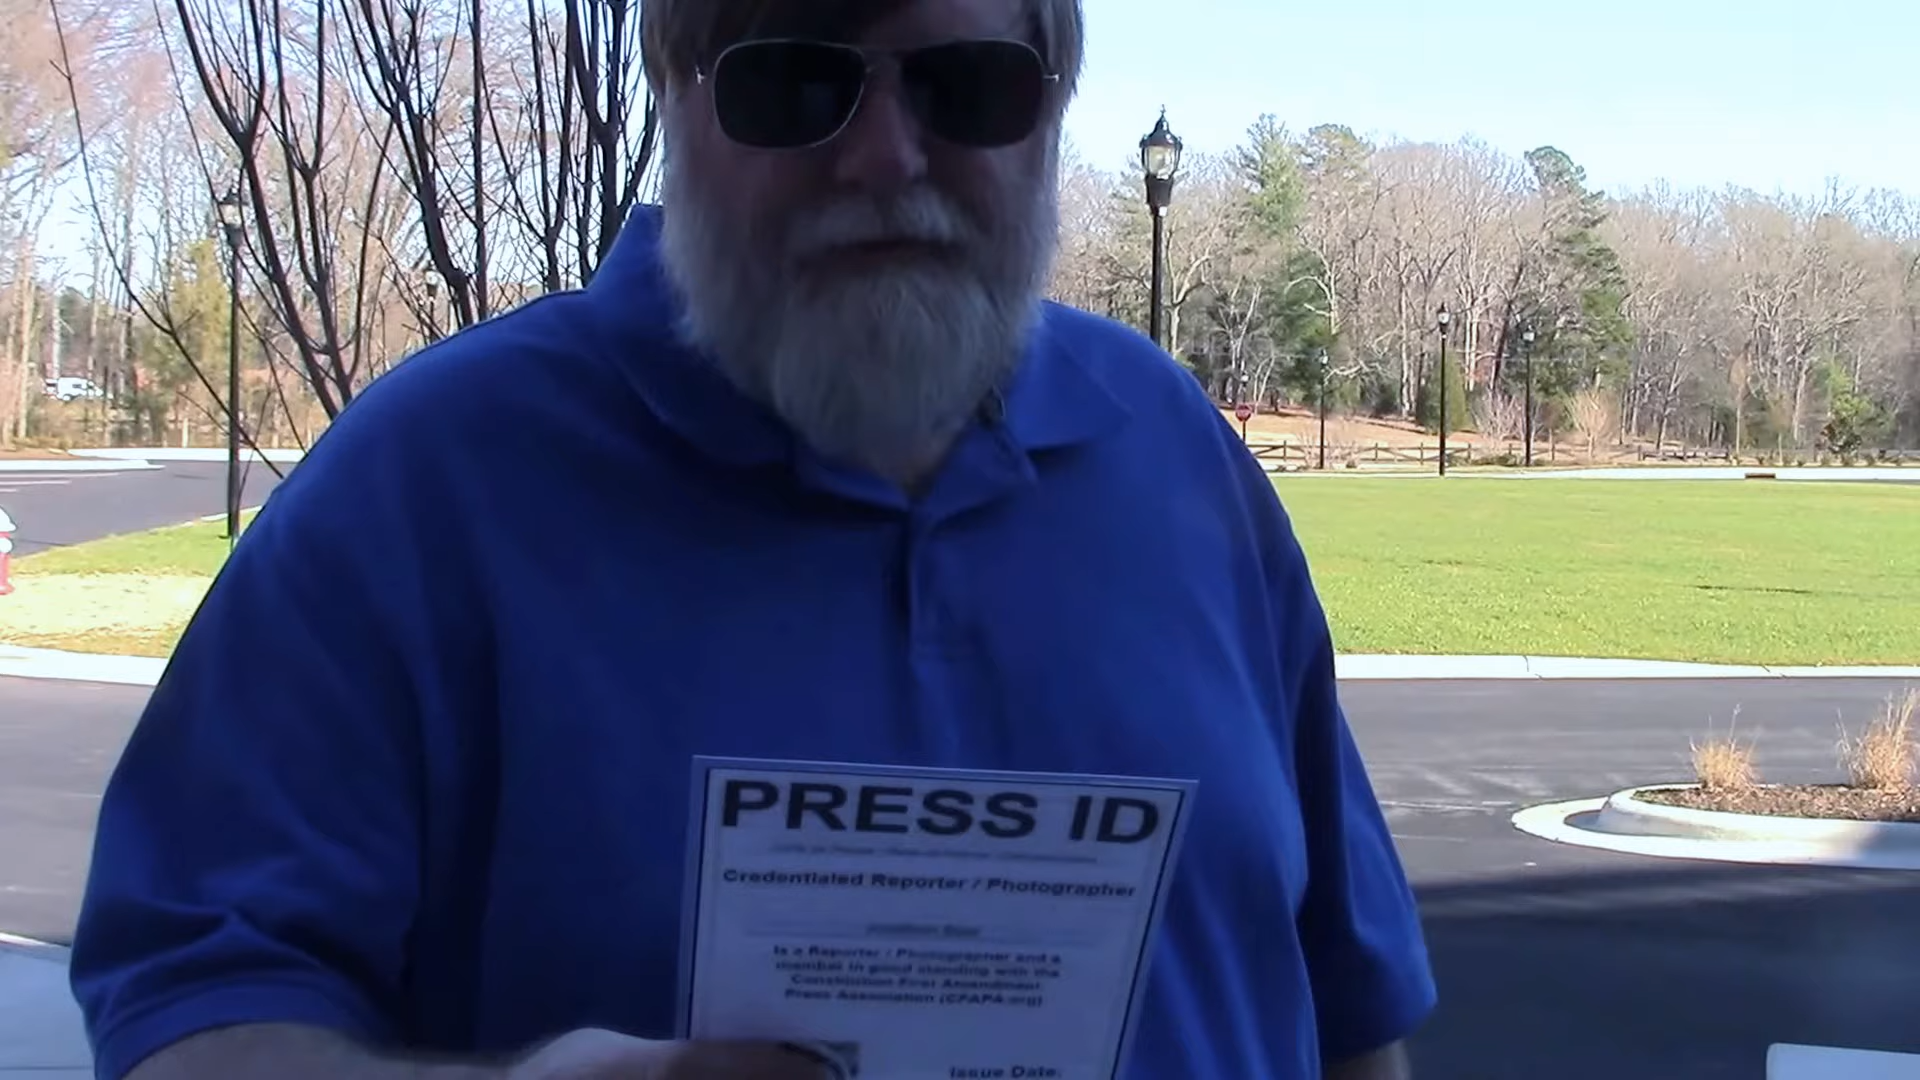 PRESS ID
Credentialed Reporter / Photographer
is a Reporter / Photographer and a
member in good standing with the
Constitution First Amendment
Press Association (CFAPA.org)
Issue Date: